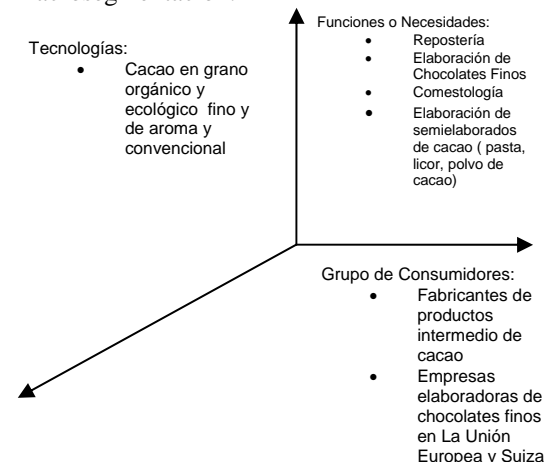 Funciones o Necesidades:
• Repostería
• Elaboración de
Chocolates Finos
• Comestología
• Elaboración de
semielaborados
de cacao ( pasta,
licor, polvo de
cacao)
Tecnologías:
• Cacao en grano
orgánico y
ecológico fino y
de aroma y
convencional
Grupo de Consumidores:
• Fabricantes de
productos
intermedio de
cacao
• Empresas
elaboradoras de
chocolates finos
en La Unión
Europea y Suiza